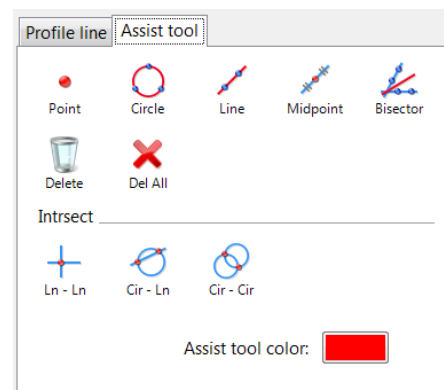 Profile line Assist tool
Point Circle Line Midpoint Bisector
Delete Del All
Intrsect
Ln - Ln Cir - Ln Cir - Cir
Assist tool color: